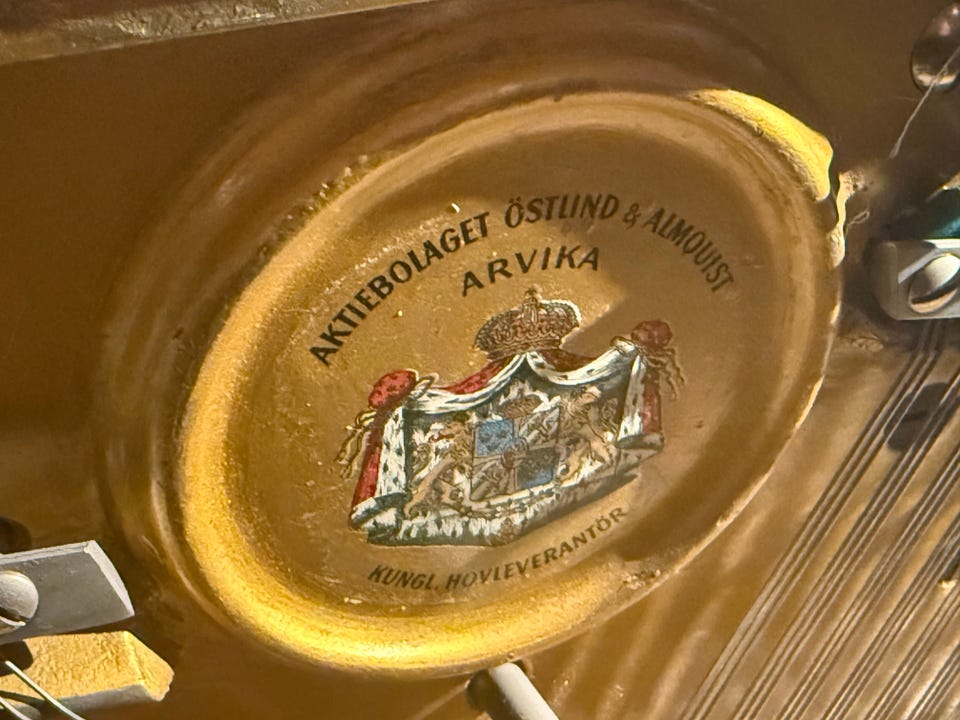 AKTIEBOLAGET ÖSTLIND & ALMQUIST
ARVIKA
KUNGL. HOVLEVERANTÖR